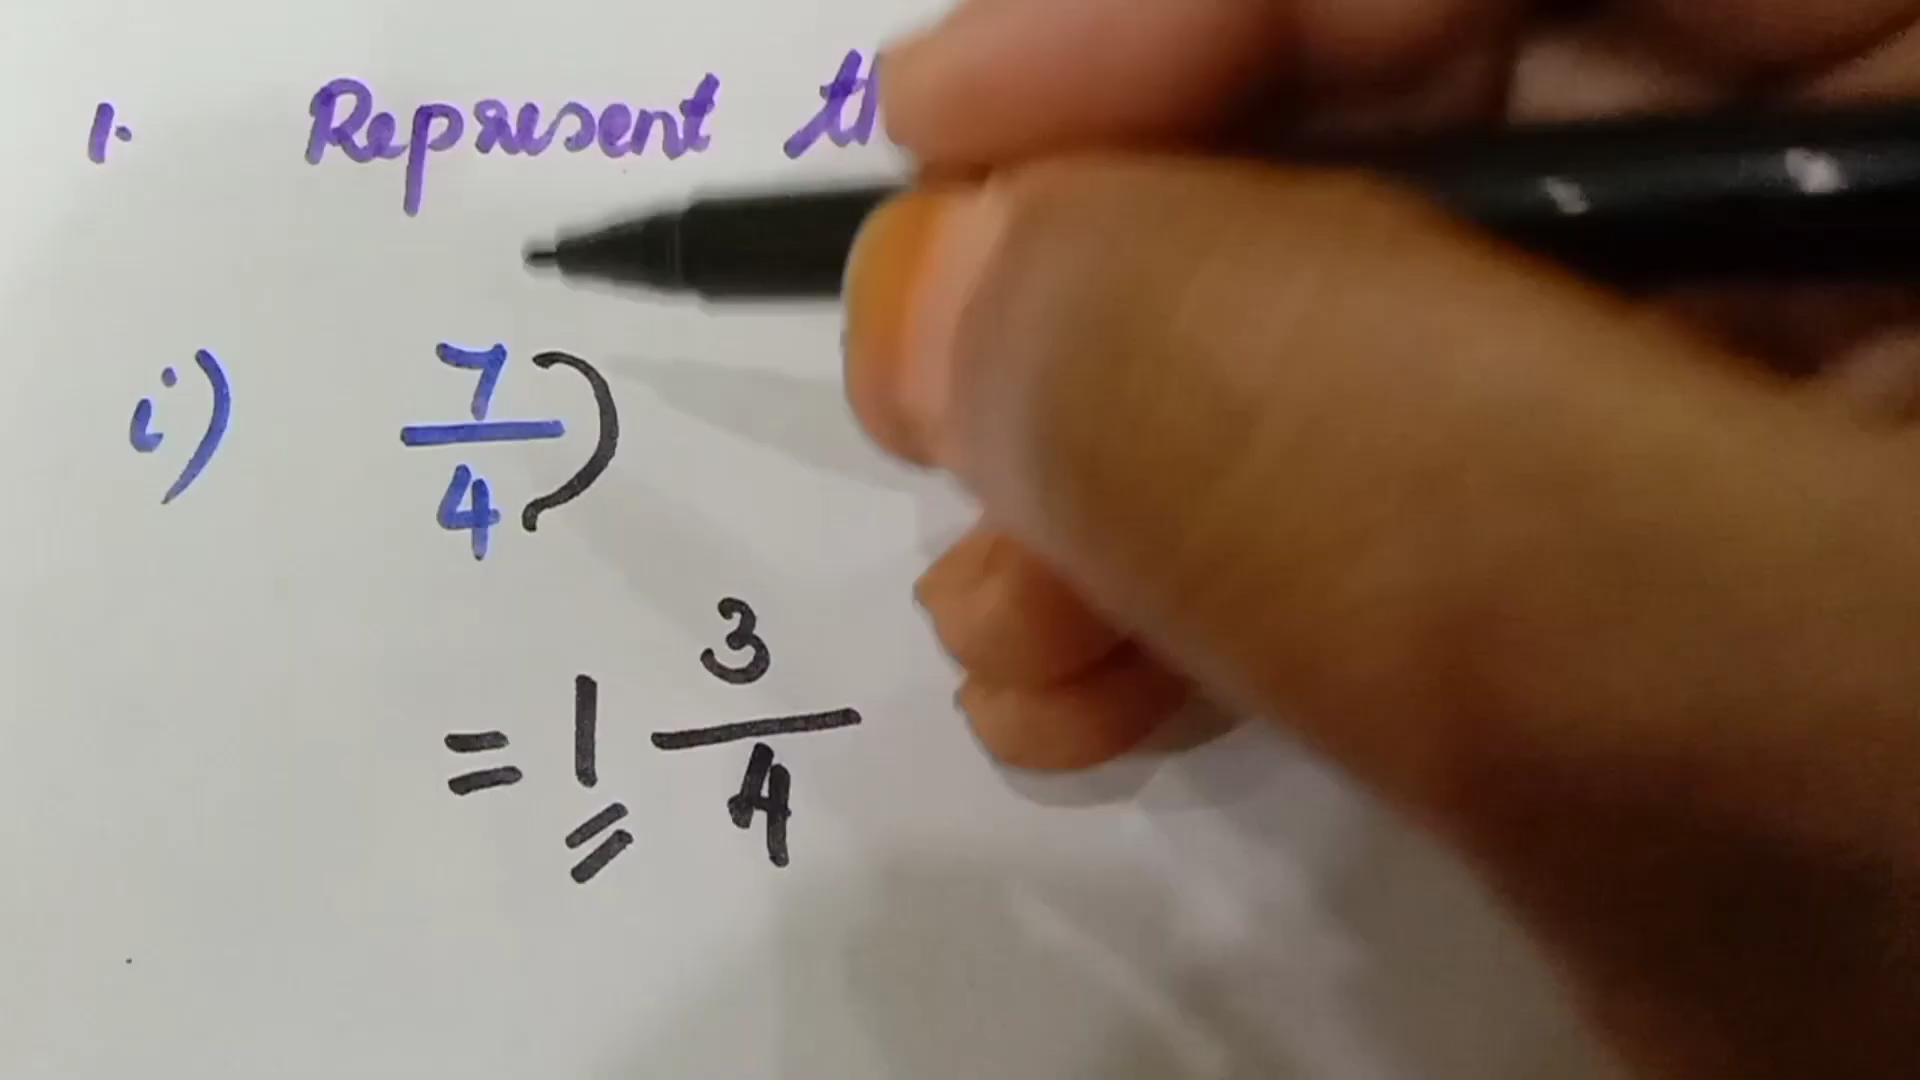 1. Represent
i) 7/4 )
= 1 3/4